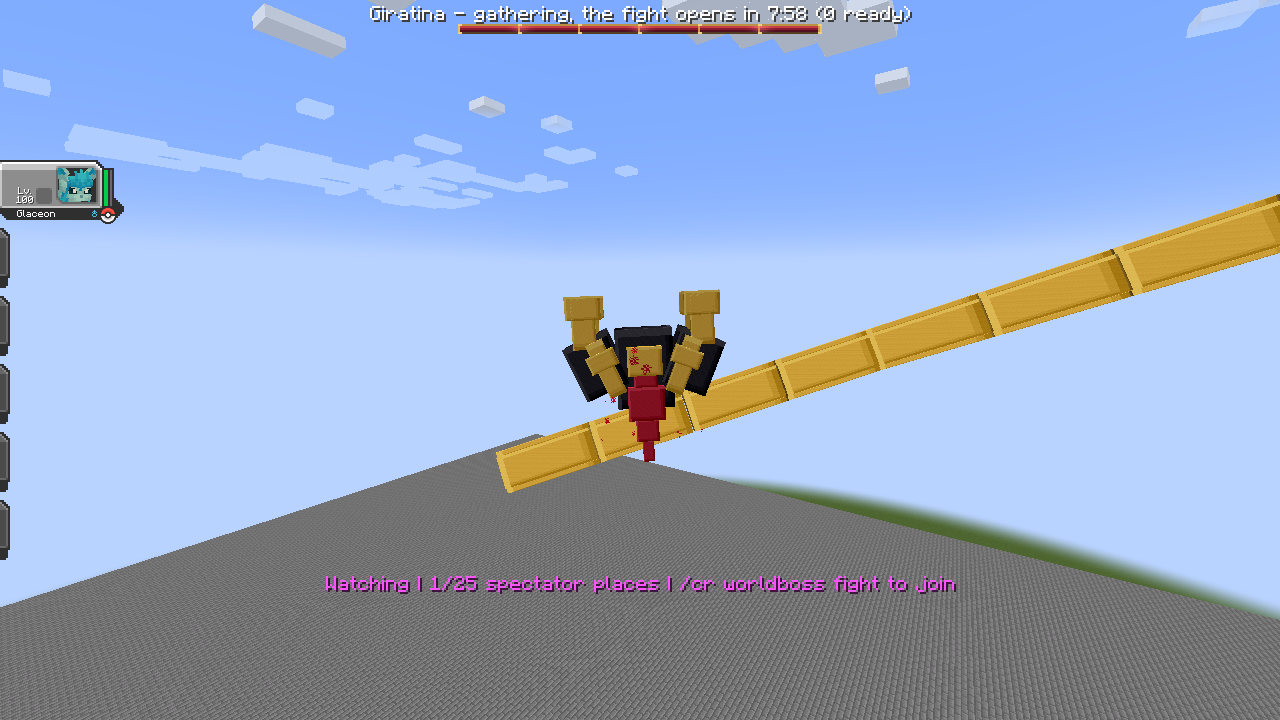 Giratina - gathering, the fight opens in 7:58 (0 ready)
Lv.
100
Glaceon
Watching | 1/25 spectator places | /cr worldboss fight to join